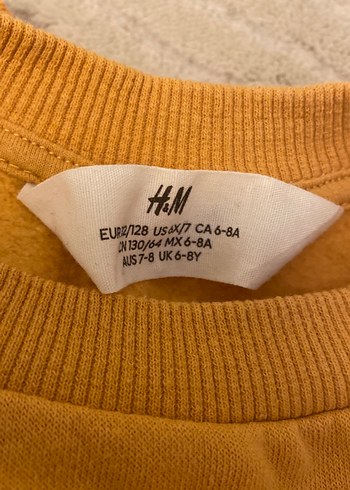 H&M
EUR 122/128 US 6X/7 CA 6-8A
CN 130/64 MX 6-8A
AUS 7-8 UK 6-8Y